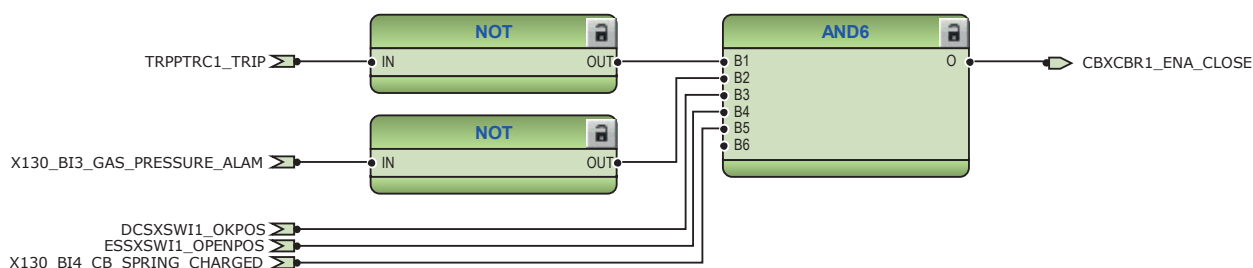 NOT
AND6
TRPPTRC1_TRIP
IN
OUT
B1
O
CBXCBR1_ENA_CLOSE
B2
B3
B4
B5
B6
NOT
X130_BI3_GAS_PRESSURE_ALAM
IN
OUT
DCSXSWI1_OKPOS
ESSXSWI1_OPENPOS
X130_BI4_CB_SPRING_CHARGED